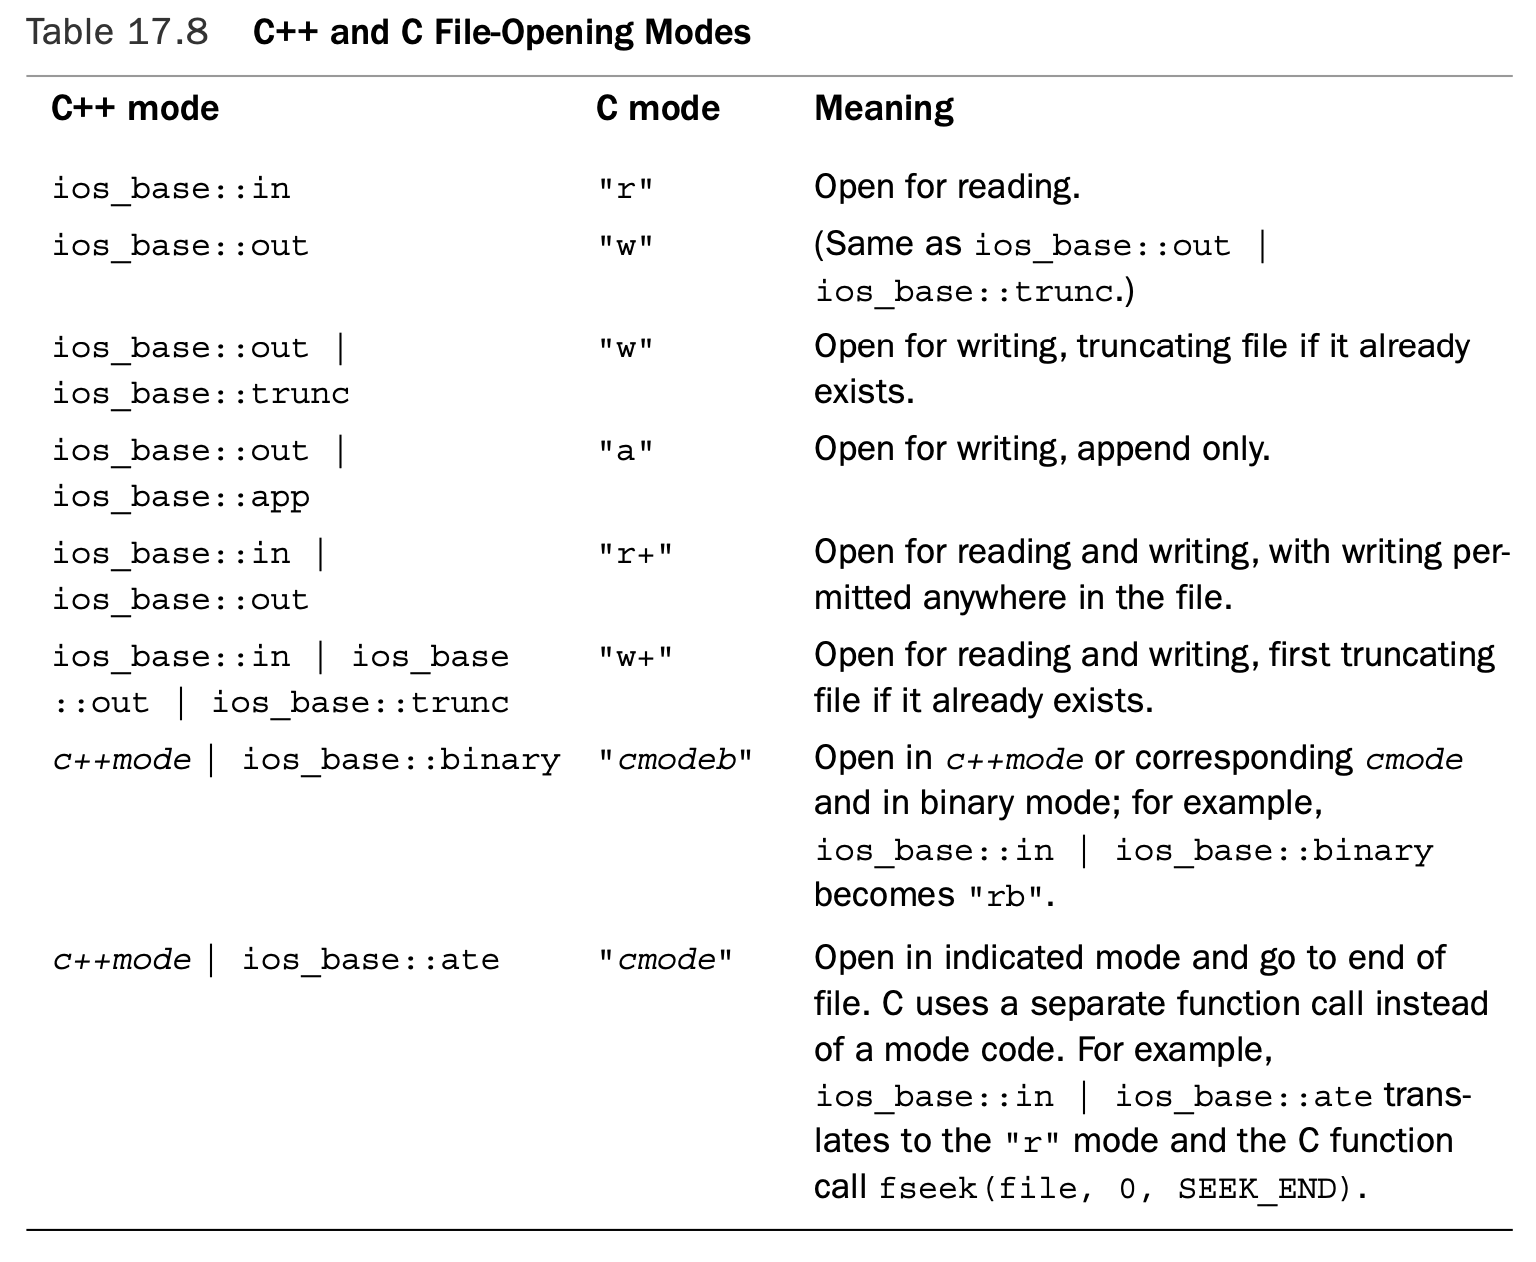 Table 17.8 C++ and C File-Opening Modes
C++ mode C mode Meaning
ios_base::in "r" Open for reading.
ios_base::out "w" (Same as ios_base::out |
ios_base::trunc.)
ios_base::out | "w" Open for writing, truncating file if it already
ios_base::trunc exists.
ios_base::out | "a" Open for writing, append only.
ios_base::app
ios_base::in | "r+" Open for reading and writing, with writing per-
ios_base::out mitted anywhere in the file.
ios_base::in | ios_base "w+" Open for reading and writing, first truncating
::out | ios_base::trunc file if it already exists.
c++mode | ios_base::binary "cmodeb" Open in c++mode or corresponding cmode
and in binary mode; for example,
ios_base::in | ios_base::binary
becomes "rb".
c++mode | ios_base::ate "cmode" Open in indicated mode and go to end of
file. C uses a separate function call instead
of a mode code. For example,
ios_base::in | ios_base::ate trans-
lates to the "r" mode and the C function
call fseek(file, 0, SEEK_END).